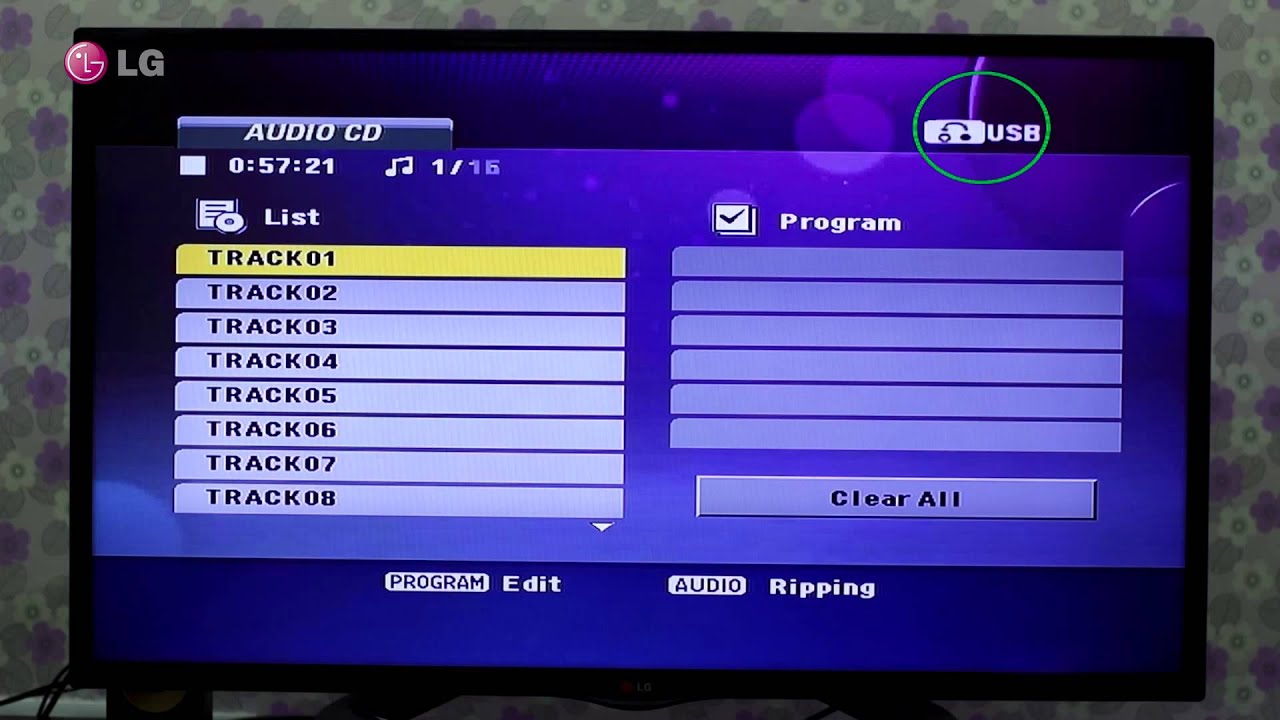 LG
AUDIO CD
USB
0:57:21 1/16
List
Program
TRACK01
TRACK02
TRACK03
TRACK04
TRACK05
TRACK06
TRACK07
TRACK08
Clear All
PROGRAM Edit
AUDIO Ripping
LG